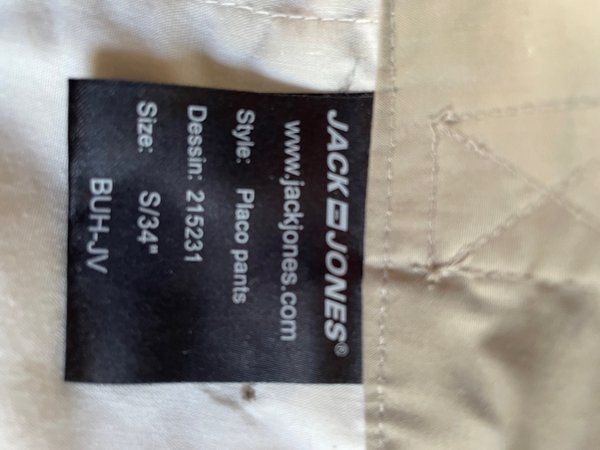 JACK JONES®
www.jackjones.com
Style: Placo pants
Dessin: 215231
Size: S/34"
BUH-JV